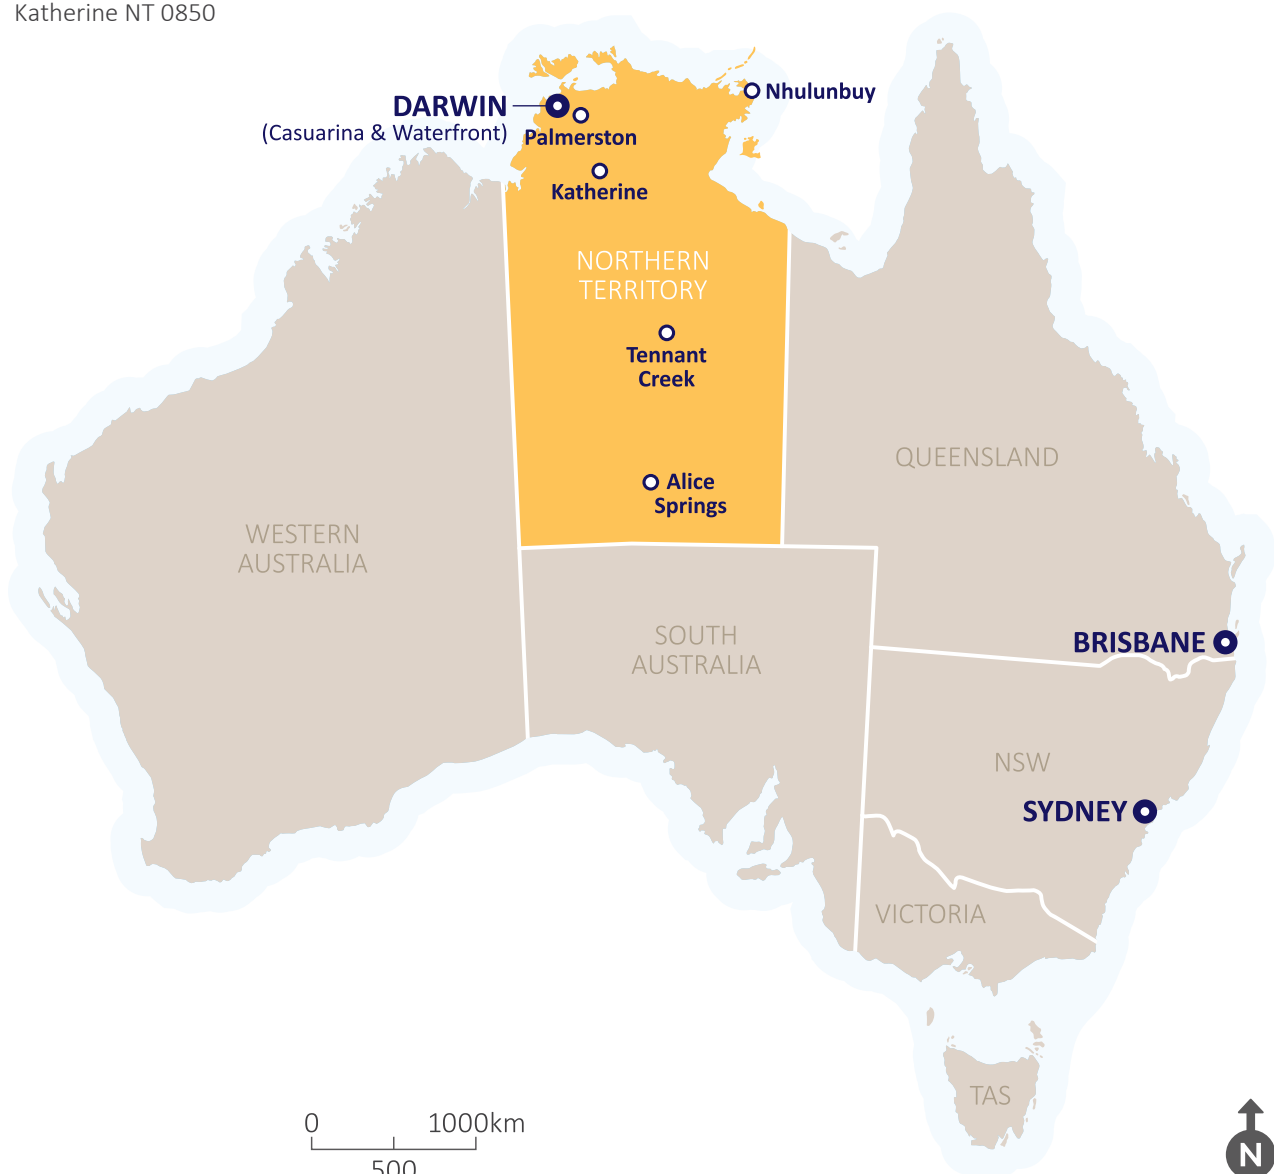 Katherine NT 0850
Nhulunbuy
DARWIN
(Casuarina & Waterfront)
Palmerston
Katherine
NORTHERN
TERRITORY
Tennant
Creek
QUEENSLAND
Alice
Springs
WESTERN
AUSTRALIA
SOUTH
AUSTRALIA
BRISBANE
NSW
SYDNEY
VICTORIA
TAS
0 1000km
500
N